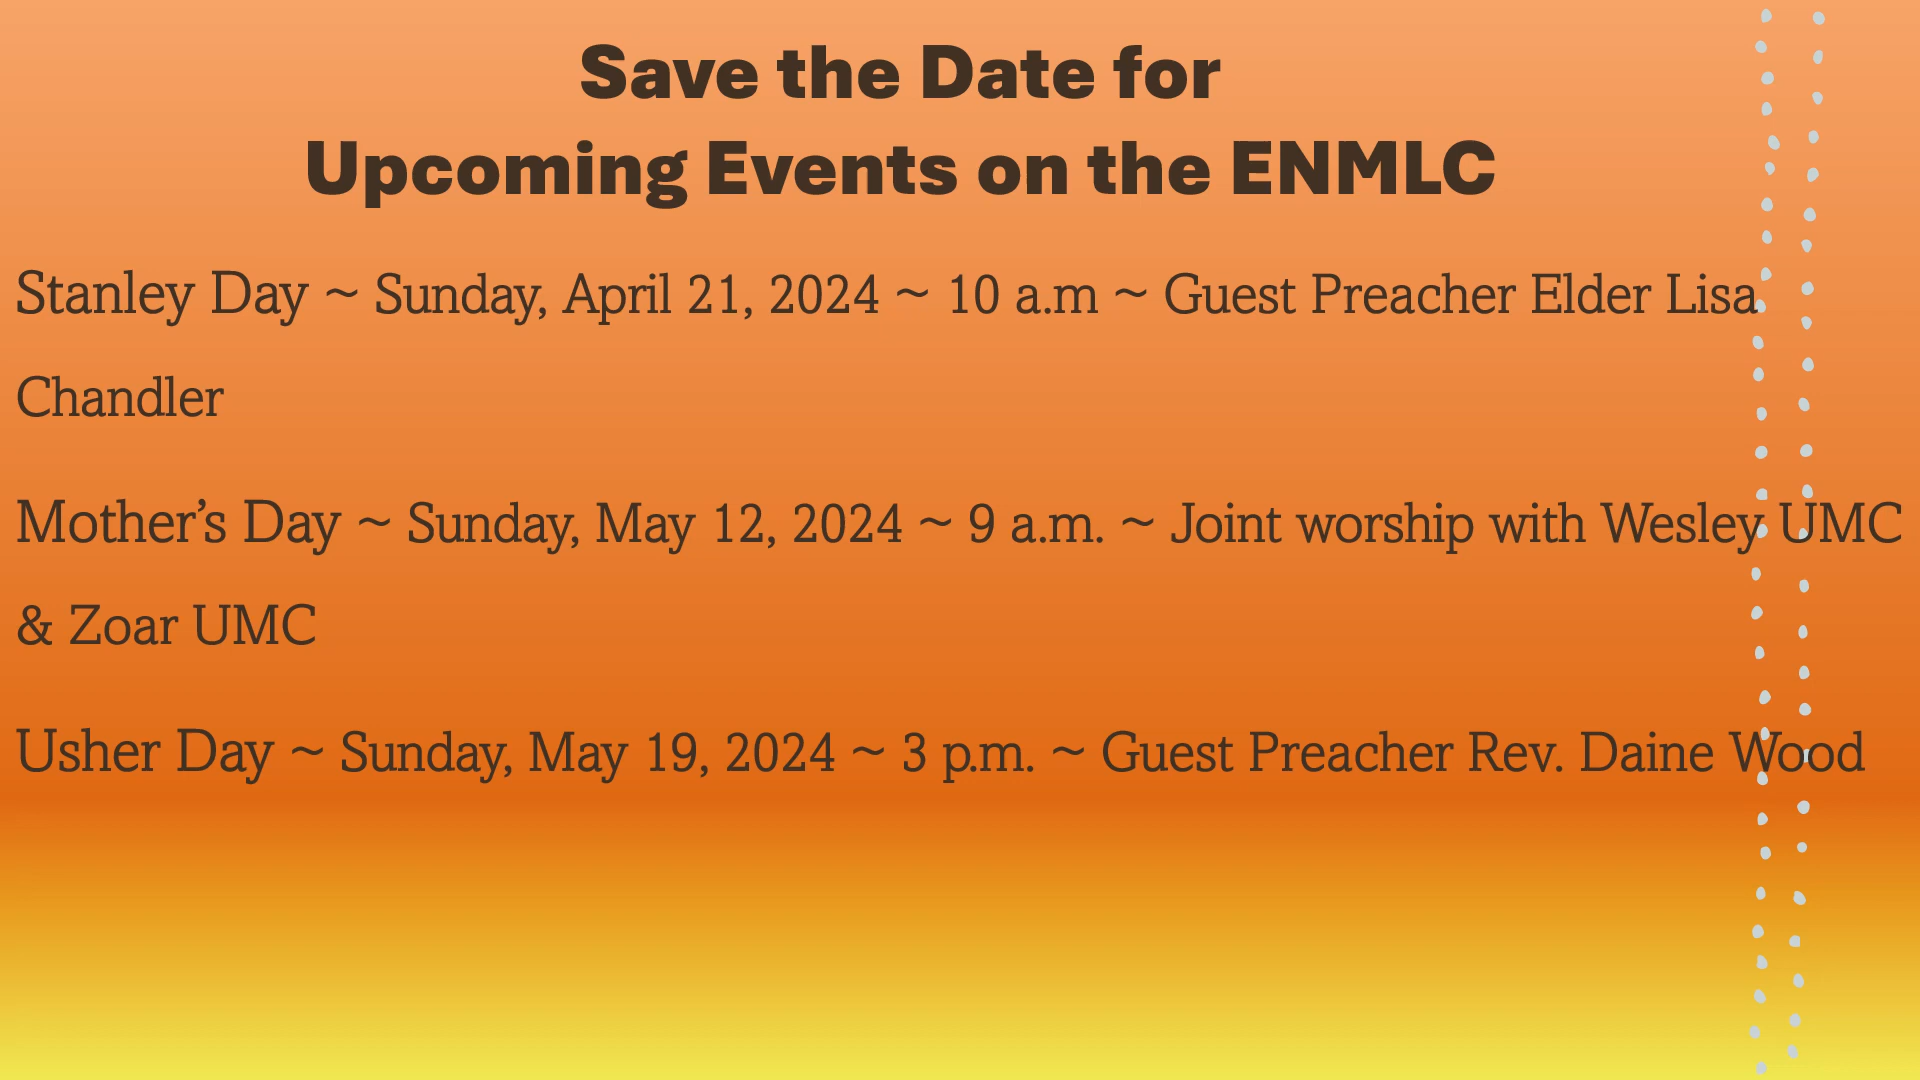 Save the Date for
Upcoming Events on the ENMLC
Stanley Day ~ Sunday, April 21, 2024 ~ 10 a.m ~ Guest Preacher Elder Lisa
Chandler
Mother’s Day ~ Sunday, May 12, 2024 ~ 9 a.m. ~ Joint worship with Wesley UMC
& Zoar UMC
Usher Day ~ Sunday, May 19, 2024 ~ 3 p.m. ~ Guest Preacher Rev. Daine Wood